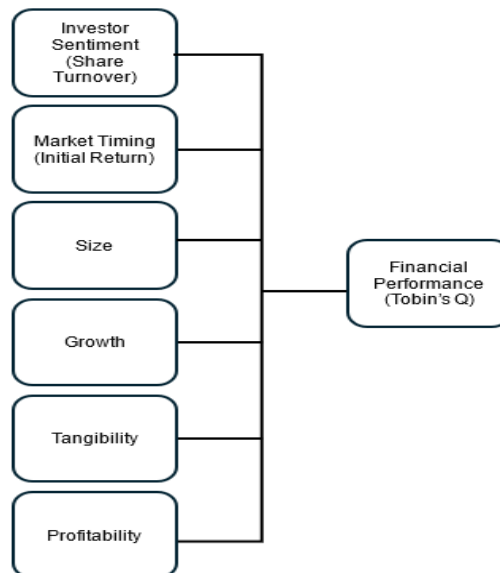 Investor
Sentiment
(Share
Turnover)
Market Timing
(Initial Return)
Size
Growth
Tangibility
Profitability
Financial
Performance
(Tobin's Q)